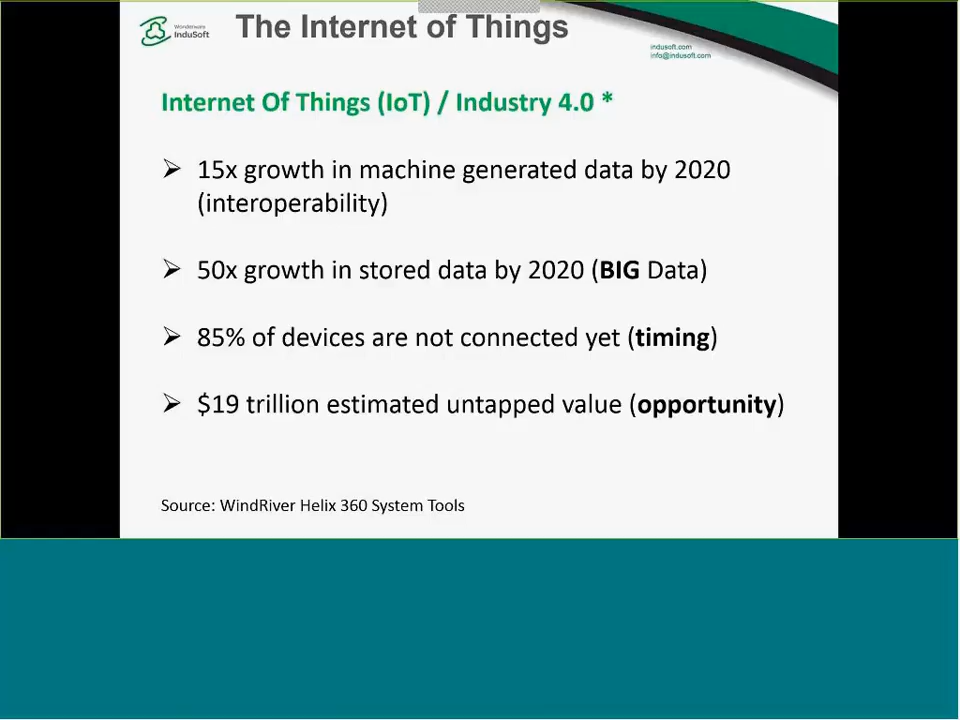 Wonderware
InduSoft
The Internet of Things
indusoft.com
info@indusoft.com
Internet Of Things (IoT) / Industry 4.0 *
15x growth in machine generated data by 2020
(interoperability)
50x growth in stored data by 2020 (BIG Data)
85% of devices are not connected yet (timing)
$19 trillion estimated untapped value (opportunity)
Source: WindRiver Helix 360 System Tools